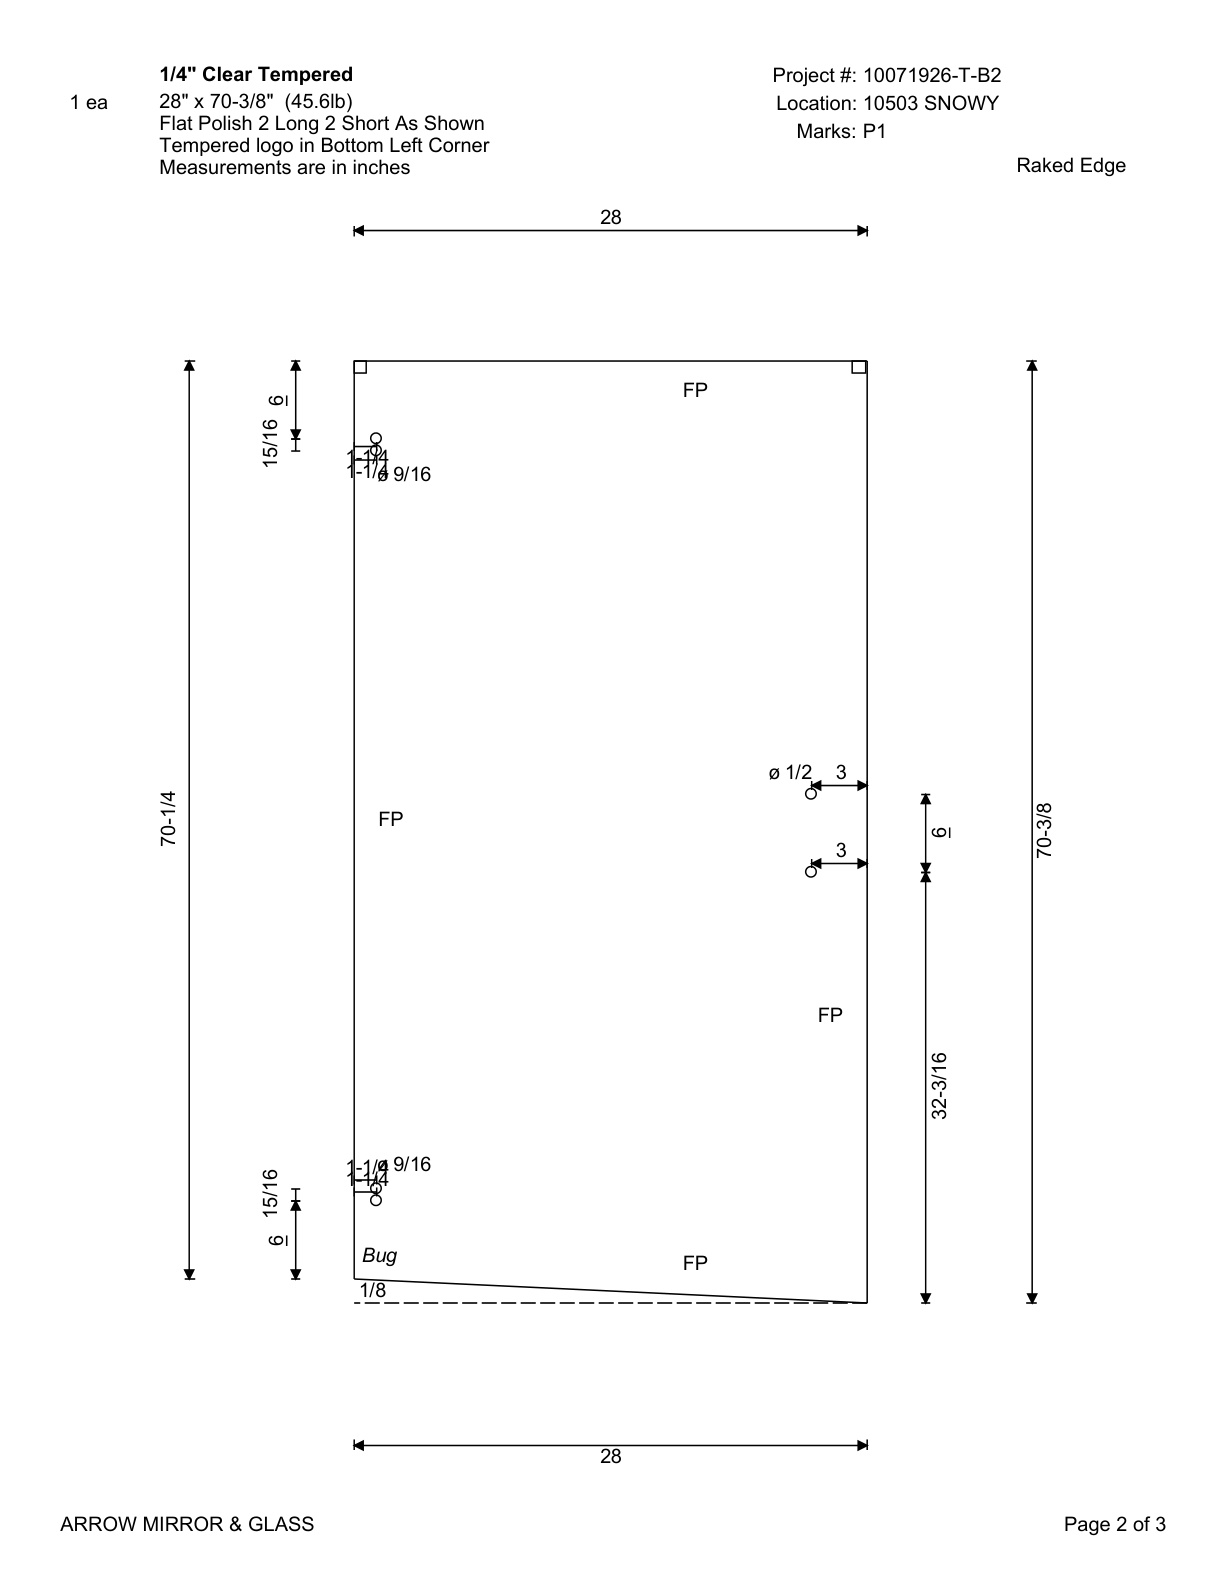 1/4" Clear Tempered
1 ea
28" x 70-3/8" (45.6lb)
Flat Polish 2 Long 2 Short As Shown
Tempered logo in Bottom Left Corner
Measurements are in inches
Project #: 10071926-T-B2
Location: 10503 SNOWY
Marks: P1
Raked Edge
28
6
15/16
FP
1-1/4
1-1/4
ø 9/16
70-1/4
FP
ø 1/2
3
3
6
70-3/8
FP
32-3/16
15/16
6
1-1/4
ø 9/16
1-1/4
Bug
FP
1/8
28
ARROW MIRROR & GLASS
Page 2 of 3